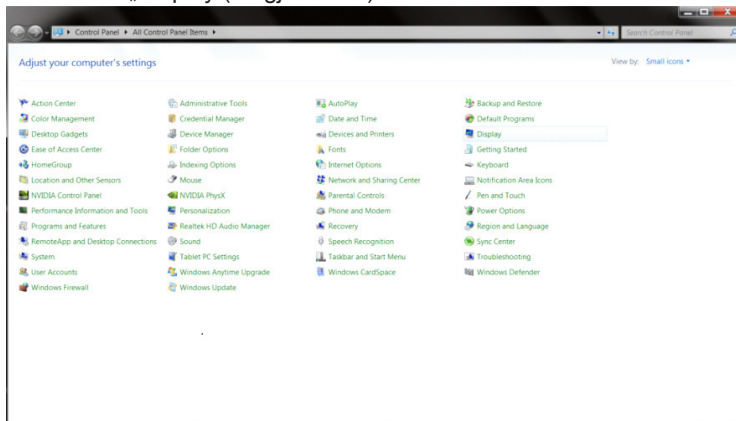 Control Panel ▸ All Control Panel Items ▸ Search Control Panel
Adjust your computer's settings View by: Small icons
Action Center Administrative Tools AutoPlay Backup and Restore
Color Management Credential Manager Date and Time Default Programs
Desktop Gadgets Device Manager Devices and Printers Display
Ease of Access Center Folder Options Fonts Getting Started
HomeGroup Indexing Options Internet Options Keyboard
Location and Other Sensors Mouse Network and Sharing Center Notification Area Icons
NVIDIA Control Panel NVIDIA PhysX Parental Controls Pen and Touch
Performance Information and Tools Personalization Phone and Modem Power Options
Programs and Features Realtek HD Audio Manager Recovery Region and Language
RemoteApp and Desktop Connections Sound Speech Recognition Sync Center
System Tablet PC Settings Taskbar and Start Menu Troubleshooting
User Accounts Windows Anytime Upgrade Windows CardSpace Windows Defender
Windows Firewall Windows Update